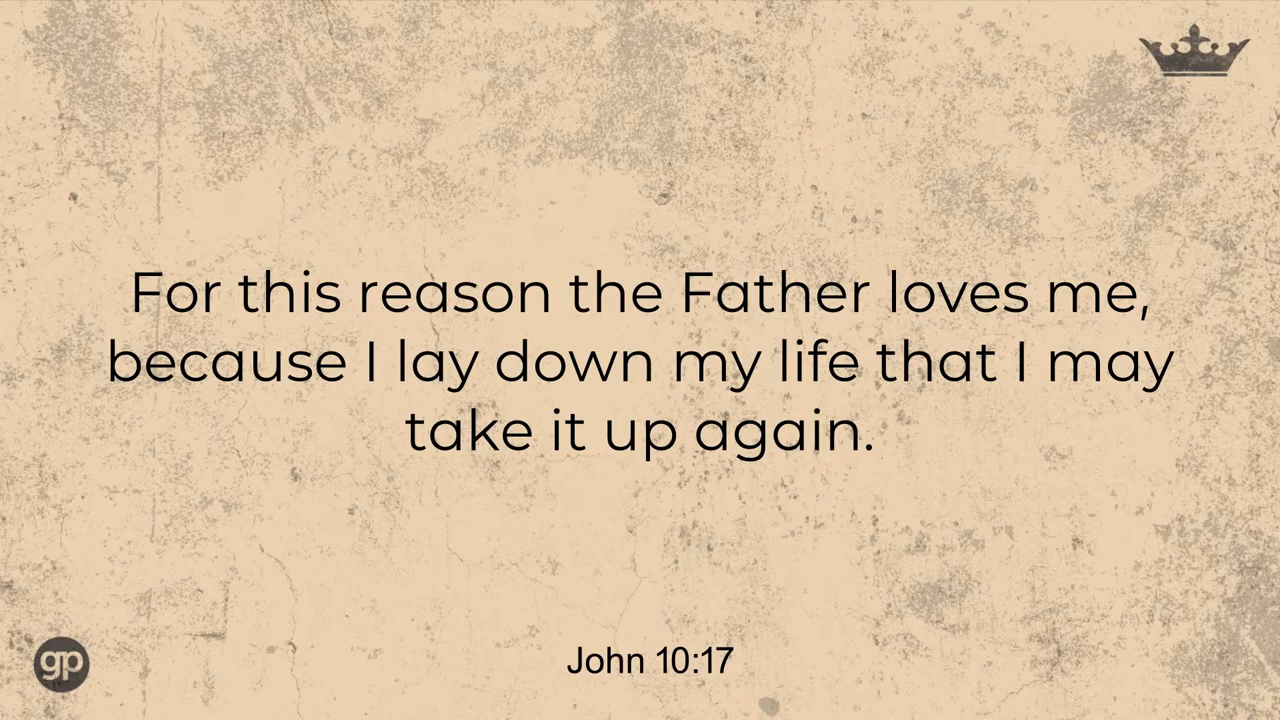 For this reason the Father loves me,
because I lay down my life that I may
take it up again.
gp
John 10:17